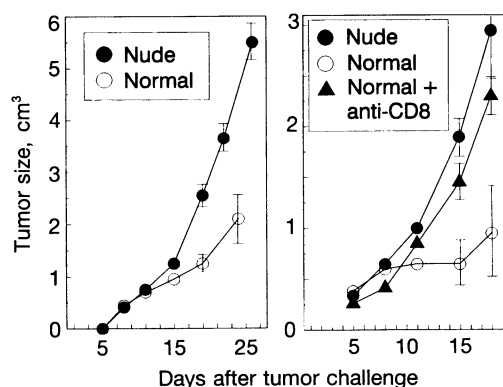 6
5
4
3
2
1
0
Nude
Normal
5
15
25
3
2
1
0
Nude
Normal
Normal +
anti-CD8
5
10
15
Tumor size, cm³
Days after tumor challenge